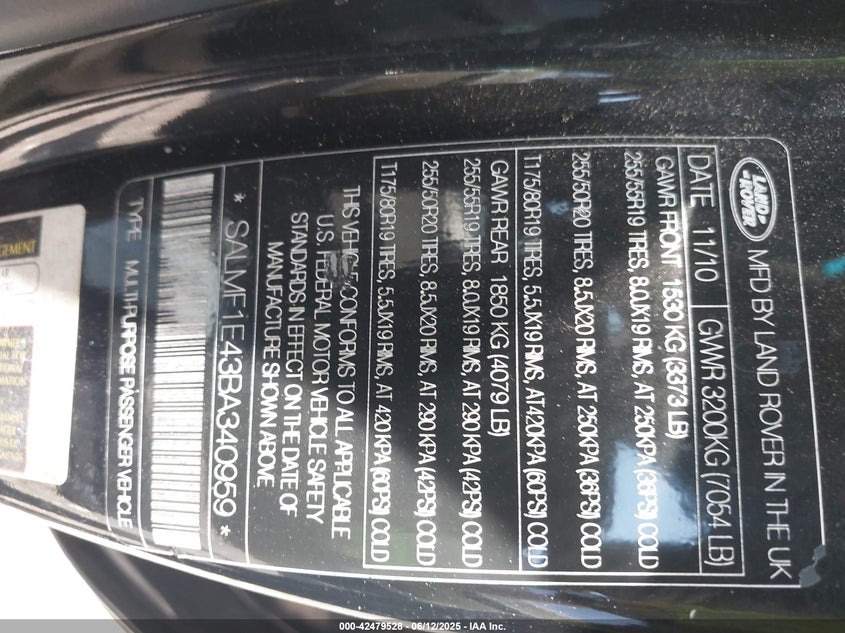 LAND-
ROVER
MFD BY LAND ROVER IN THE UK
DATE 11/10 GVWR 3200KG (7054 LB)
GAWR FRONT 1530 KG (3373 LB)
255/55R19 TIRES, 8.0JX19 RIMS, AT 250KPA (36PSI) COLD
255/50R20 TIRES, 8.5JX20 RIMS, AT 250KPA (36PSI) COLD
T175/80R19 TIRES, 5.5JX19 RIMS, AT 420KPA (60PSI) COLD
GAWR REAR 1850 KG (4079 LB)
255/55R19 TIRES, 8.0JX19 RIMS, AT 290 KPA (42PSI) COLD
255/50R20 TIRES, 8.5JX20 RIMS, AT 290 KPA (42PSI) COLD
T175/80R19 TIRES, 5.5JX19 RIMS, AT 420 KPA (60PSI) COLD
THIS VEHICLE CONFORMS TO ALL APPLICABLE
U.S. FEDERAL MOTOR VEHICLE SAFETY
STANDARDS IN EFFECT ON THE DATE OF
MANUFACTURE SHOWN ABOVE
* SALMF1E43BA340959 *
TYPE MULTI-PURPOSE PASSENGER VEHICLE
000-42479528 - 06/12/2025 - IAA Inc.